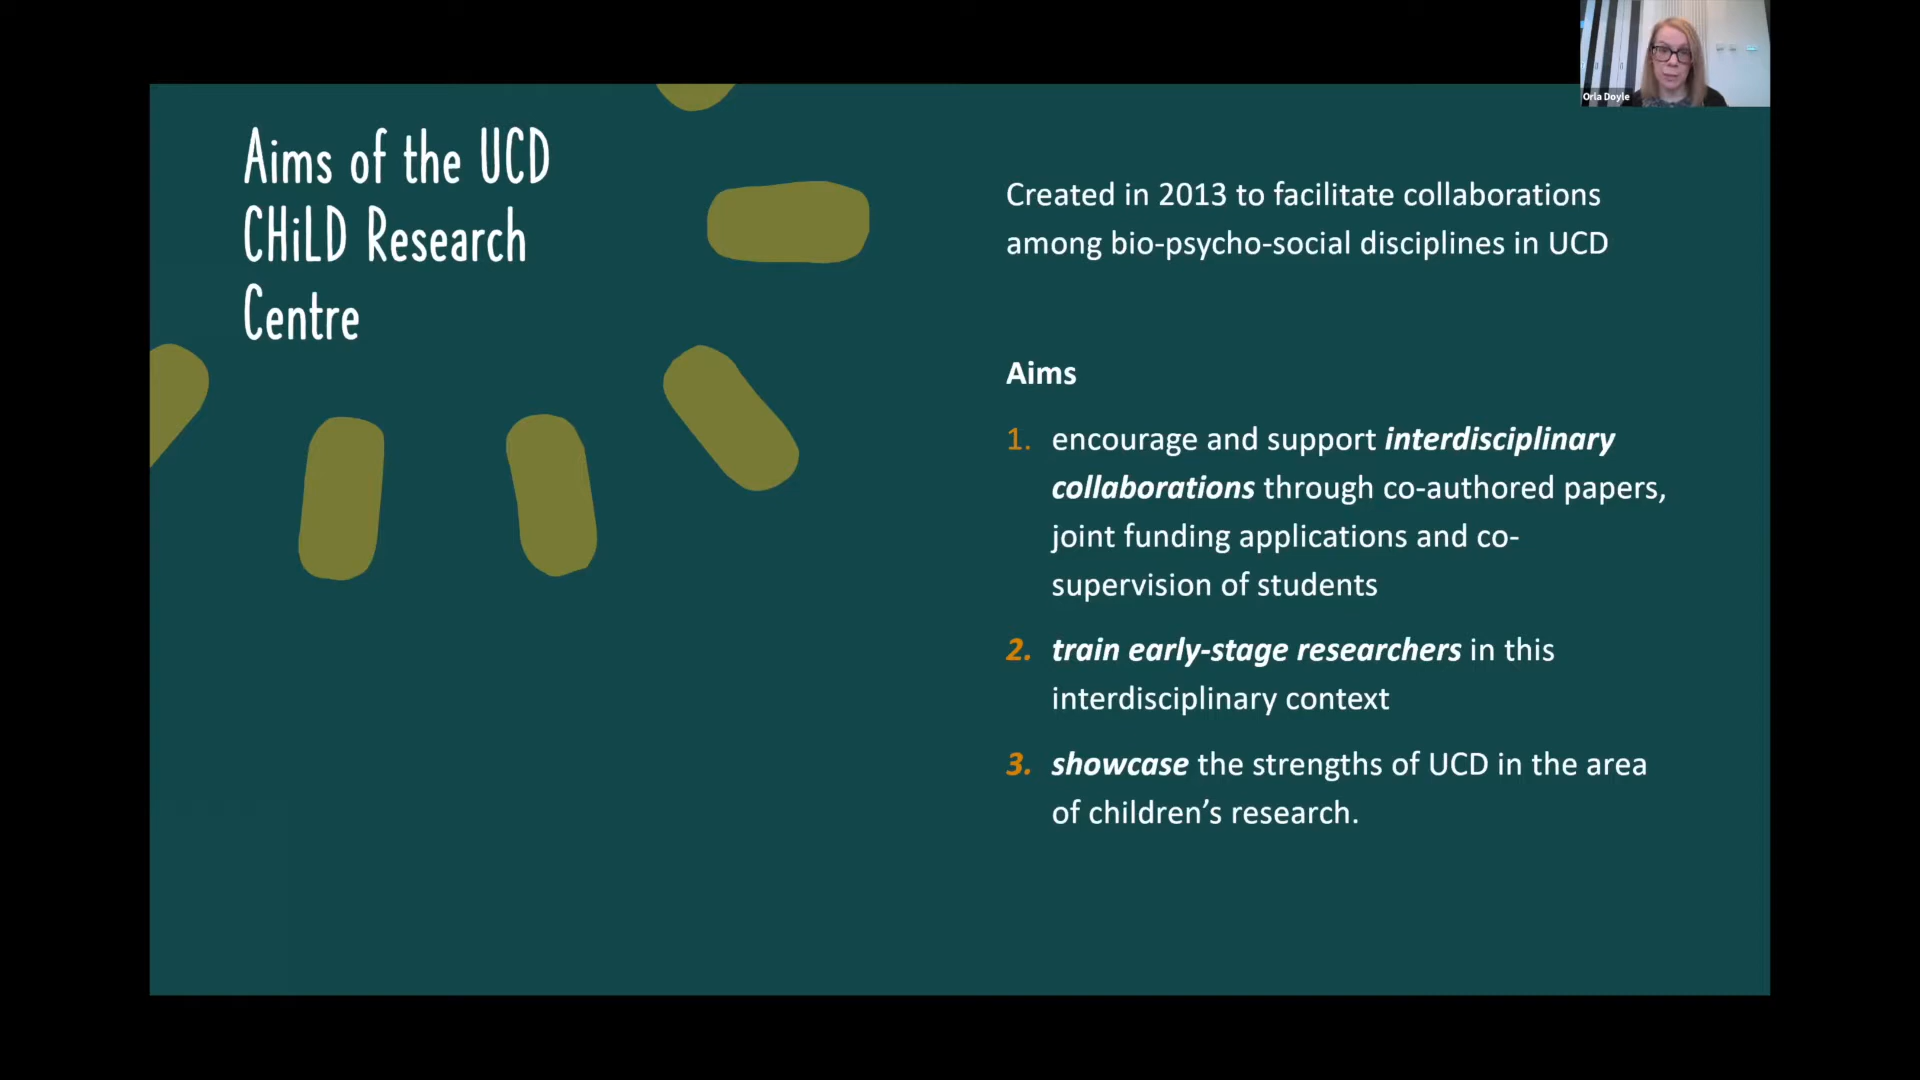 Orla Doyle
Aims of the UCD
CHiLD Research
Centre
Created in 2013 to facilitate collaborations
among bio-psycho-social disciplines in UCD
Aims
1. encourage and support interdisciplinary
collaborations through co-authored papers,
joint funding applications and co-
supervision of students
2. train early-stage researchers in this
interdisciplinary context
3. showcase the strengths of UCD in the area
of children’s research.